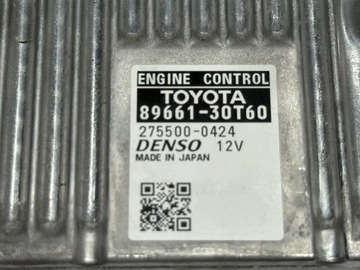 ENGINE CONTROL
TOYOTA
89661-30T60
275500-0424
DENSO 12V
MADE IN JAPAN